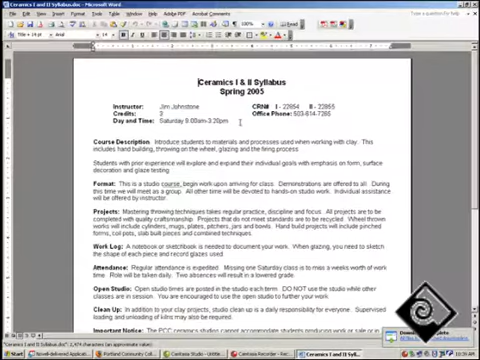 Ceramics I and II Syllabus.doc - Microsoft Word
File Edit View Insert Format Tools Table Window Help Adobe PDF Acrobat Comments
Ceramics I & II Syllabus
Spring 2005
Instructor: Jim Johnstone CRN# I - 22854 II - 22855
Credits: 3 Office Phone: 503-614-7265
Day and Time: Saturday 9:00am-3:20pm
Course Description Introduce students to materials and processes used when working with clay. This
includes hand building, throwing on the wheel, glazing and the firing process
Students with prior experience will explore and expand their individual goals with emphasis on form, surface
decoration and glaze testing
Format: This is a studio course, begin work upon arriving for class. Demonstrations are offered to all. During
this time we will meet as a group. All other time will be devoted to hands-on studio work. Individual assistance
will be offered by instructor.
Projects: Mastering throwing techniques takes regular practice, discipline and focus. All projects are to be
completed with quality craftsmanship. Projects that do not meet standards are to be recycled. Wheel thrown
works will include cylinders, mugs, plates, pitchers, jars and bowls. Hand build projects will include pinched
forms, coil pots, slab built pieces and combined techniques.
Work Log: A notebook or sketchbook is needed to document your work. When glazing, you need to sketch
the shape of each piece and record glazes used
Attendance: Regular attendance is expected. Missing one Saturday class is to miss a weeks worth of work
time. Role will be taken daily. Two absences will result in a lowered grade.
Open Studio: Open studio times are posted in the studio each term. DO NOT use the studio while other
classes are in session. You are encouraged to use the open studio to further your work.
Clean Up: In addition to your clay projects, studio clean up is a daily responsibility for everyone. Supervised
loading and unloading of kilns may also be required.
Important Notice: The PCC ceramics studio cannot accommodate students producing work for sale or in